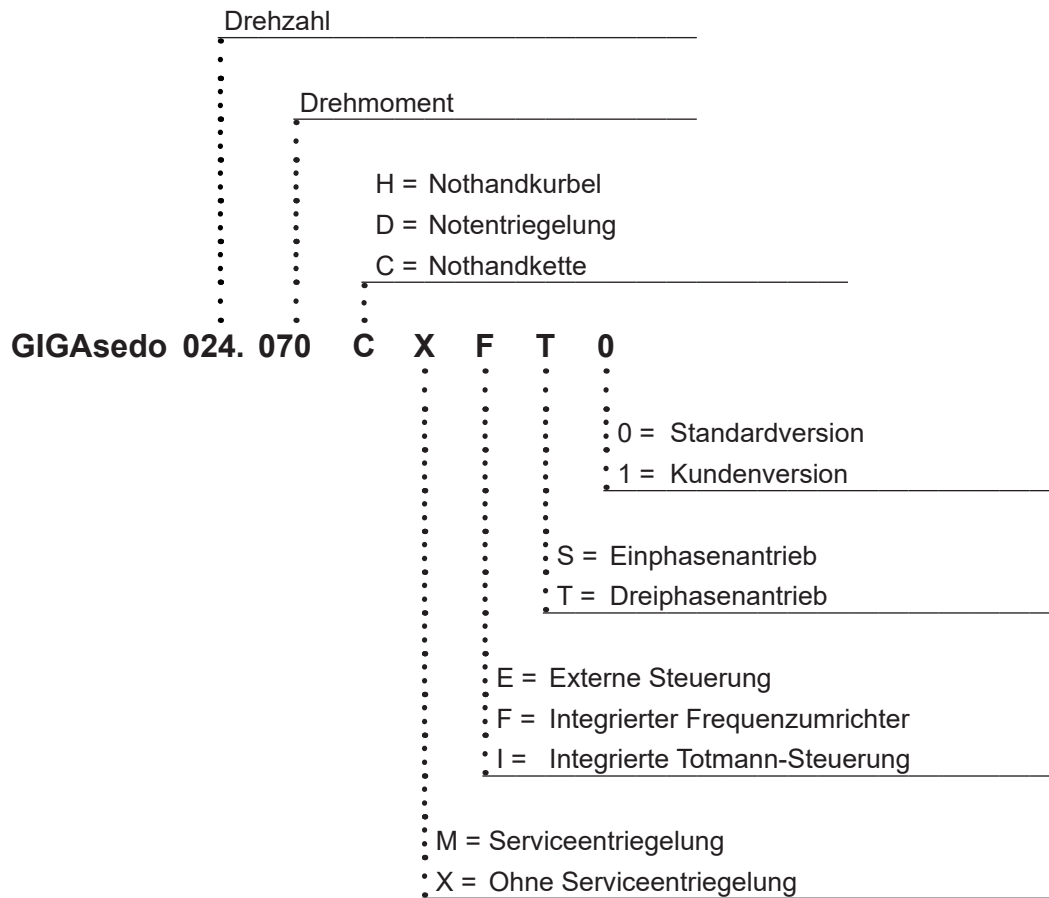 Drehzahl
Drehmoment
H = Nothandkurbel
D = Notentriegelung
C = Nothandkette
GIGAsedo 024. 070 C X F T 0
0 = Standardversion
1 = Kundenversion
S = Einphasenantrieb
T = Dreiphasenantrieb
E = Externe Steuerung
F = Integrierter Frequenzumrichter
I = Integrierte Totmann-Steuerung
M = Serviceentriegelung
X = Ohne Serviceentriegelung